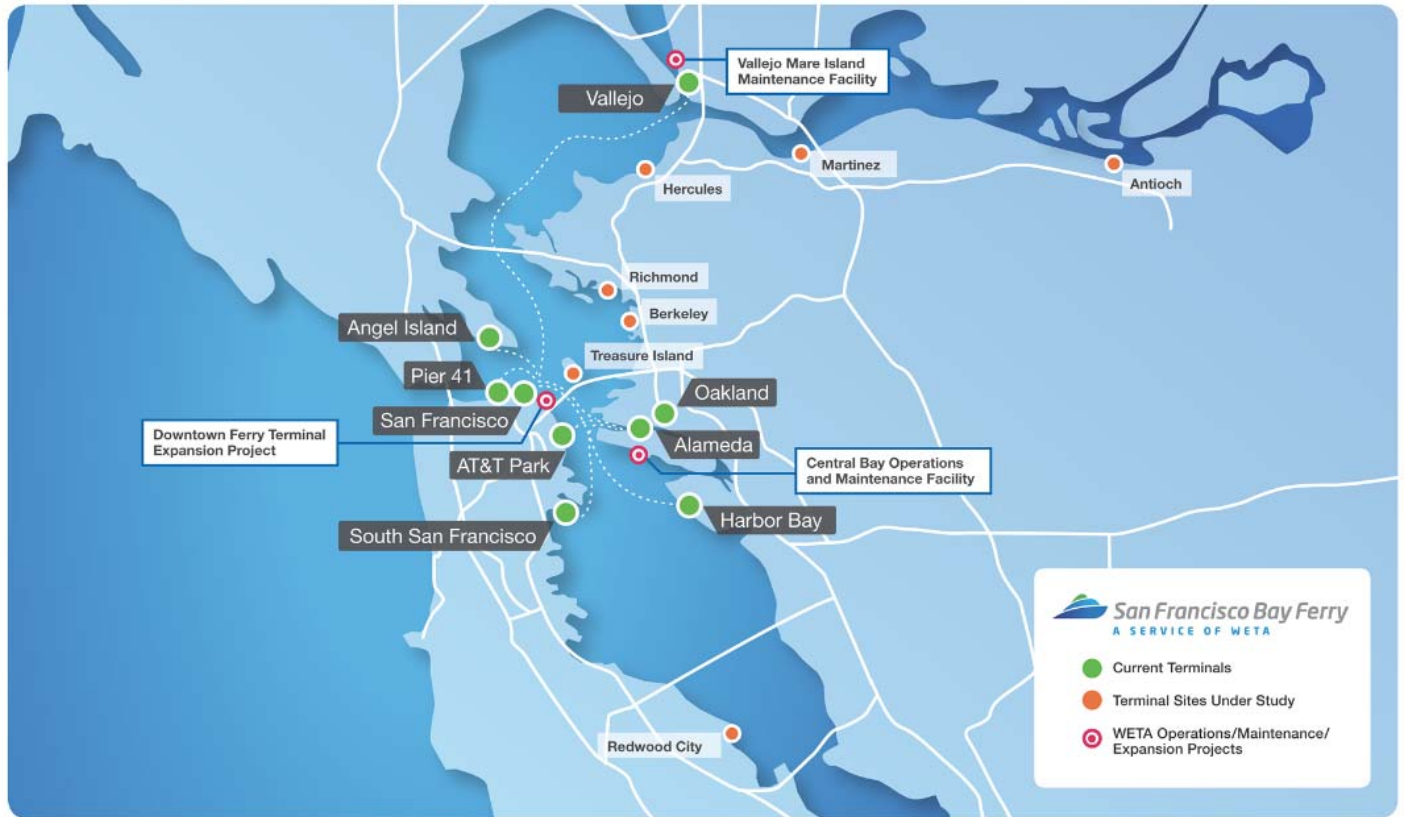 Vallejo Mare Island
Maintenance Facility
Vallejo
Martinez
Antioch
Hercules
Richmond
Berkeley
Angel Island
Treasure Island
Pier 41
Oakland
San Francisco
Downtown Ferry Terminal
Expansion Project
Alameda
AT&T Park
Central Bay Operations
and Maintenance Facility
Harbor Bay
South San Francisco
San Francisco Bay Ferry
A SERVICE OF WETA
Current Terminals
Terminal Sites Under Study
WETA Operations/Maintenance/
Expansion Projects
Redwood City